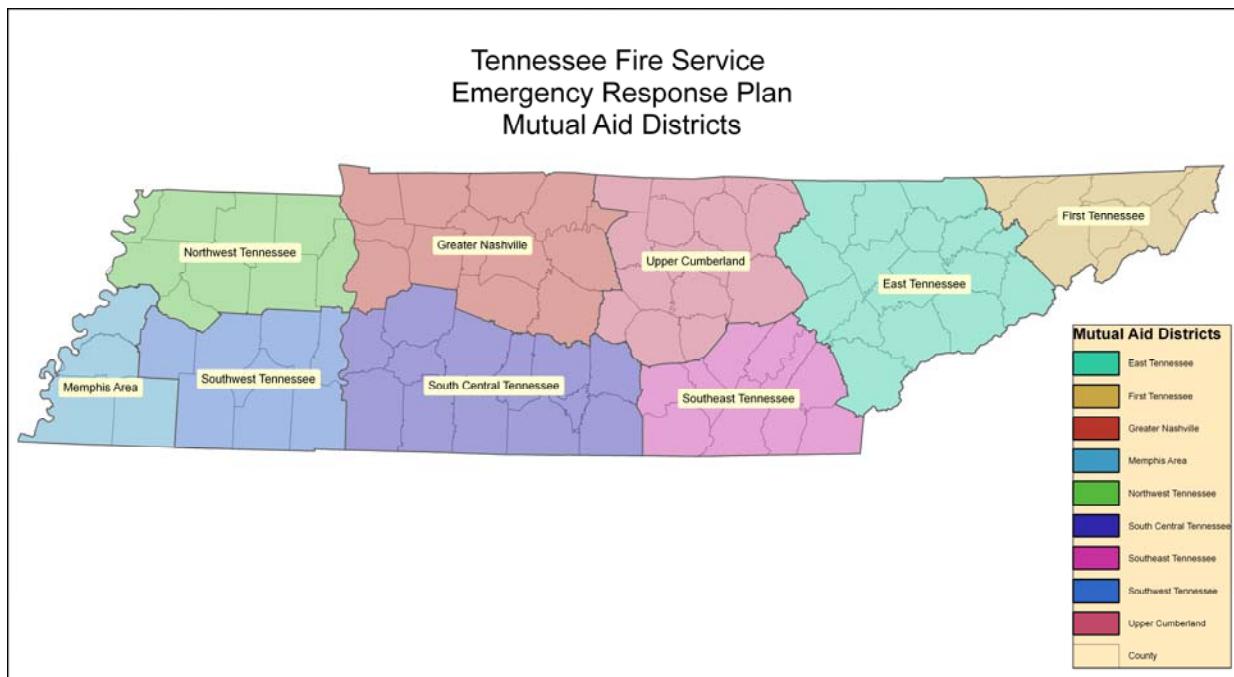 Tennessee Fire Service
Emergency Response Plan
Mutual Aid Districts
First Tennessee
Greater Nashville
Northwest Tennessee
Upper Cumberland
East Tennessee
Memphis Area
Southwest Tennessee
South Central Tennessee
Southeast Tennessee
Mutual Aid Districts
East Tennessee
First Tennessee
Greater Nashville
Memphis Area
Northwest Tennessee
South Central Tennessee
Southeast Tennessee
Southwest Tennessee
Upper Cumberland
County